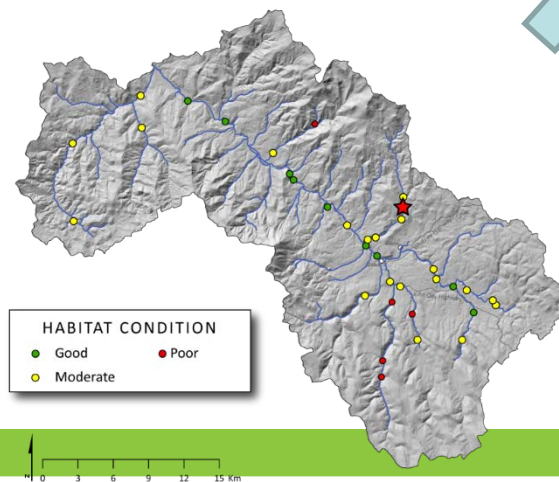 HABITAT CONDITION
Good
Poor
Moderate
N
0 3 6 9 12 15 Km